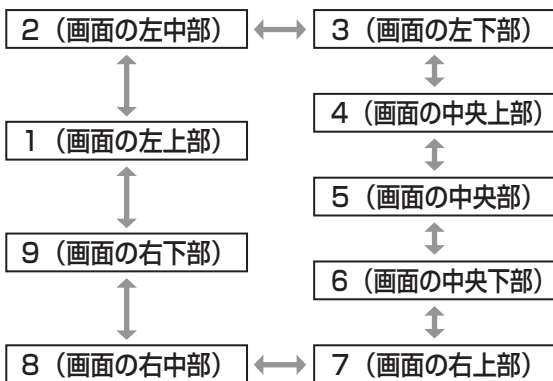 2（画面の左中部）
3（画面の左下部）
4（画面の中央上部）
1（画面の左上部）
5（画面の中央部）
9（画面の右下部）
6（画面の中央下部）
8（画面の右中部）
7（画面の右上部）